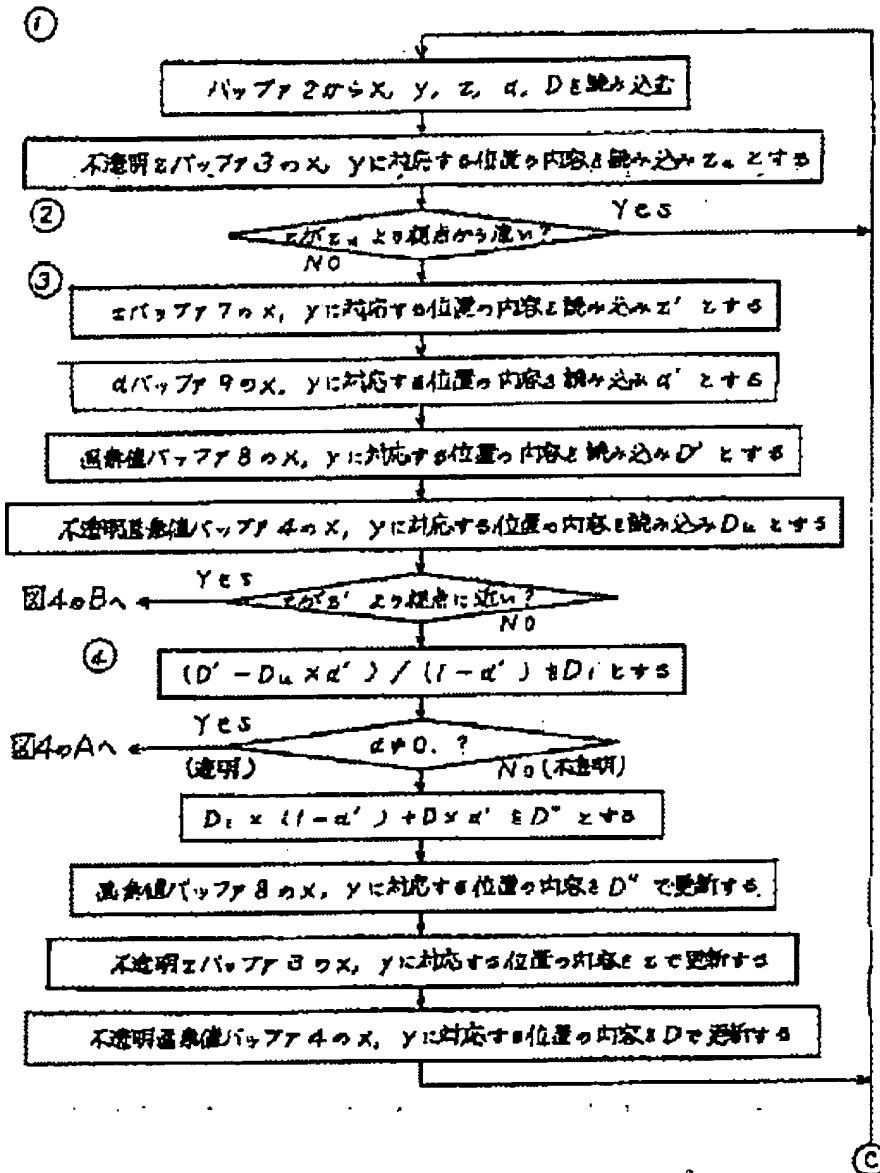 ①
バッファ2からx, y, z, α, Dを読み込む
不透明zバッファ3のx, yに対応する位置の内容を読み込みzuとする
②
zがzuより視点から遠い?
Yes
NO
③
zバッファ7のx, yに対応する位置の内容を読み込みz'とする
αバッファ9のx, yに対応する位置の内容を読み込みα'とする
画素値バッファ8のx, yに対応する位置の内容を読み込みD'とする
不透明画素値バッファ4のx, yに対応する位置の内容を読み込みDuとする
Yes
図4のBへ
zがz'より視点に近い?
NO
④
(D'-Du×α')/(1-α')をDiとする
Yes
図4のAへ
(透明)
α≠0.?
No(不透明)
Di×(1-α')+D×α'をD"とする
画素値バッファ8のx, yに対応する位置の内容をD"で更新する
不透明zバッファ3のx, yに対応する位置の内容をzで更新する
不透明画素値バッファ4のx, yに対応する位置の内容をDで更新する
C